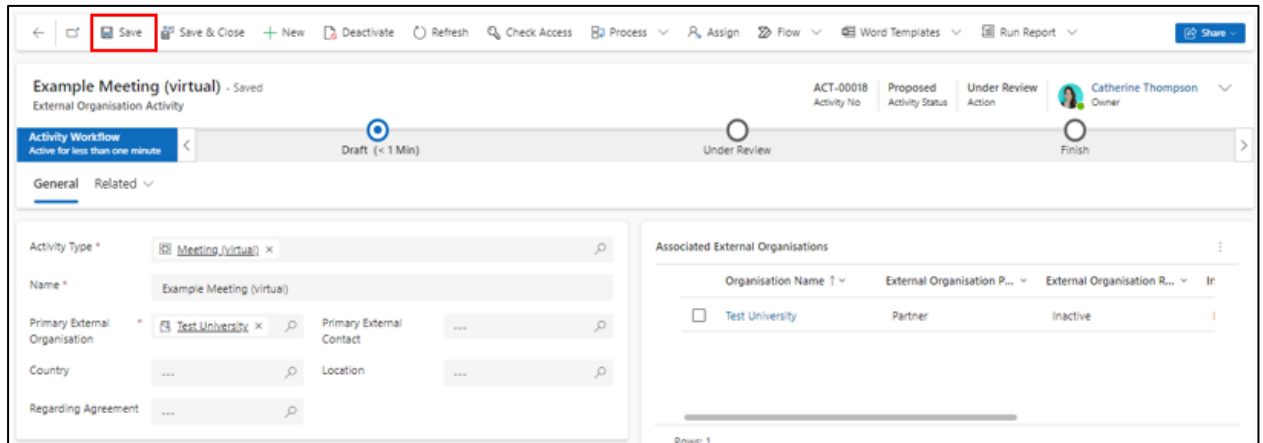 Save Save & Close New Deactivate Refresh Check Access Process Assign Flow Word Templates Run Report Share
Example Meeting (virtual) - Saved
External Organisation Activity
ACT-00018 Proposed Under Review Catherine Thompson
Activity No Activity Status Action Owner
Activity Workflow
Active for less than one minute
Draft (< 1 Min) Under Review Finish
General Related
Activity Type * Meeting (virtual)
Name * Example Meeting (virtual)
Primary External Organisation * Test University
Primary External Contact ---
Country --- Location ---
Regarding Agreement ---
Associated External Organisations
Organisation Name ↑ External Organisation P... External Organisation R... Ir
Test University Partner Inactive
Rows: 1